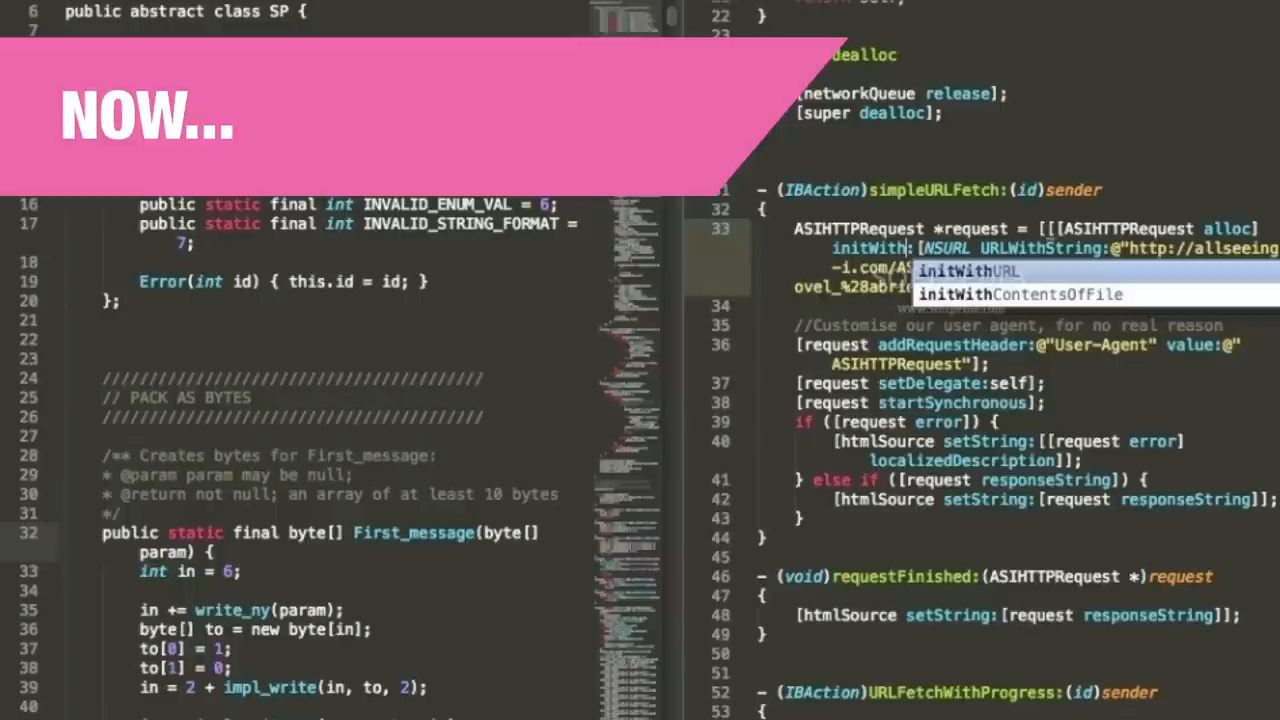 NOW...
6 public abstract class SP {
7
16 public static final int INVALID_ENUM_VAL = 6;
17 public static final int INVALID_STRING_FORMAT =
7;
18
19 Error(int id) { this.id = id; }
20 };
21
22
23
24 /////////////////////////////////////////
25 // PACK AS BYTES
26 /////////////////////////////////////////
27
28 /** Creates bytes for First_message:
29 * @param param may be null;
30 * @return not null; an array of at least 10 bytes
31 */
32 public static final byte[] First_message(byte[]
param) {
33 int in = 6;
34
35 in += write_ny(param);
36 byte[] to = new byte[in];
37 to[0] = 1;
38 to[1] = 0;
39 in = 2 + impl_write(in, to, 2);
40
22 }
23
dealloc
[networkQueue release];
[super dealloc];
- (IBAction)simpleURLFetch:(id)sender
32 {
33 ASIHTTPRequest *request = [[[ASIHTTPRequest alloc]
initWith:[NSURL URLWithString:@"http://allseeing
-i.com/AS
initWithURL
ovel_%28abrid
initWithContentsOfFile
34
35 //Customise our user agent, for no real reason
36 [request addRequestHeader:@"User-Agent" value:@"
ASIHTTPRequest"];
37 [request setDelegate:self];
38 [request startSynchronous];
39 if ([request error]) {
40 [htmlSource setString:[[request error]
localizedDescription]];
41 } else if ([request responseString]) {
42 [htmlSource setString:[request responseString]];
43 }
44 }
45
46 - (void)requestFinished:(ASIHTTPRequest *)request
47 {
48 [htmlSource setString:[request responseString]];
49 }
50
51
52 - (IBAction)URLFetchWithProgress:(id)sender
53 {